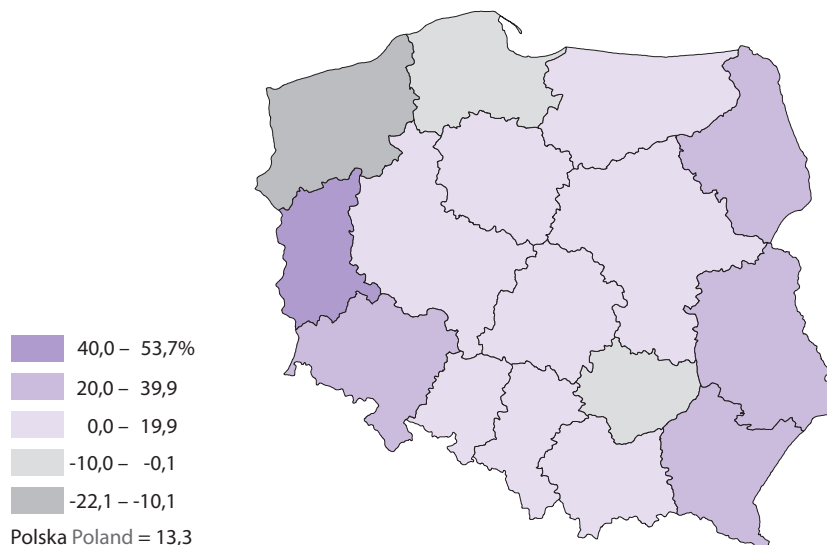 40,0 – 53,7%
20,0 – 39,9
0,0 – 19,9
-10,0 – -0,1
-22,1 – -10,1
Polska Poland = 13,3